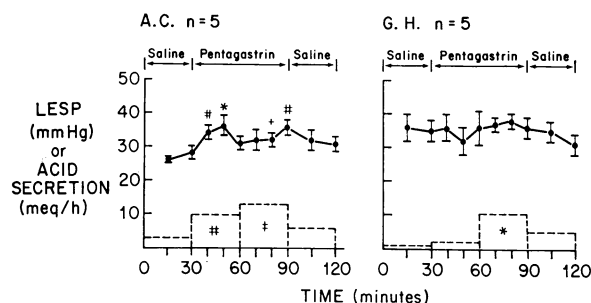 A.C. n=5
G.H. n=5
Saline Pentagastrin Saline
Saline Pentagastrin Saline
LESP
(mmHg)
or
ACID
SECRETION
(meq/h)
50
40
30
20
10
# * + #
# ‡
*
0 30 60 90 120
0 30 60 90 120
TIME (minutes)